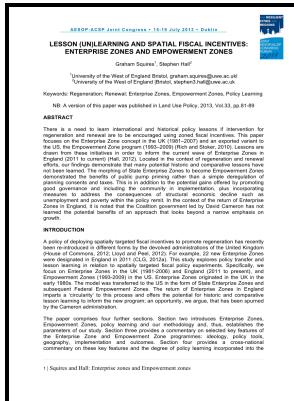 AESOP-ACSP Joint Congress • 15-19 July 2013 • Dublin
LESSON (UN)LEARNING AND SPATIAL FISCAL INCENTIVES:
ENTERPRISE ZONES AND EMPOWERMENT ZONES
Graham Squires¹, Stephen Hall²
¹University of the West of England Bristol, graham.squires@uwe.ac.uk
²University of the West of England Bristol, stephen3.hall@uwe.ac.uk
Keywords: Regeneration; Renewal; Enterprise Zones, Empowerment Zones, Policy Learning
NB: A version of this paper was published in Land Use Policy, 2013, Vol.33, pp.81-89
ABSTRACT
There is a need to learn international and historical policy lessons if intervention for
regeneration and renewal are to be encouraged using zoned fiscal incentives. This paper
focuses on the Enterprise Zone concept in the UK (1981–2007) and an exported variant to
the US, the Empowerment Zone program (1993–2009) (Rich and Stoker, 2010). Lessons are
drawn from these initiatives in order to inform the current wave of Enterprise Zones in
England (2011 to current) (Hall, 2012). Located in the context of regeneration and renewal
efforts, our findings demonstrate that many potential historic and comparative lessons have
not been learned. The morphing of State Enterprise Zones to become Empowerment Zones
demonstrated the benefits of public pump priming rather than a simple deregulation of
planning consents and taxes. This is in addition to the potential gains offered by promoting
good governance and including the community in implementation, plus incorporating
measures to address the consequences of structural economic decline such as
unemployment and poverty within the policy remit. In the context of the return of Enterprise
Zones in England, it is noted that the Coalition government led by David Cameron has not
learned the potential benefits of an approach that looks beyond a narrow emphasis on
growth.
INTRODUCTION
A policy of deploying spatially targeted fiscal incentives to promote regeneration has recently
been re-introduced in different forms by the devolved administrations of the United Kingdom
(House of Commons, 2012; Lloyd and Peel, 2012). For example, 22 new Enterprise Zones
were designated in England in 2011 (CLG, 2012a). This study explores policy transfer and
lesson learning in relation to spatially targeted fiscal policy experiments. Specifically, we
focus on Enterprise Zones in the UK (1981-2006) and England (2011 to present), and
Empowerment Zones (1993-2009) in the US. Enterprise Zones originated in the UK in the
early 1980s. The model was transferred to the US in the form of State Enterprise Zones and
subsequent Federal Empowerment Zones. The return of Enterprise Zones in England
imparts a 'circularity' to this process and offers the potential for historic and comparative
lesson learning to inform the new programme; an opportunity, we argue, that has been spurned
by the Cameron administration.
The paper comprises four further sections. Section two introduces Enterprise Zones,
Empowerment Zones, policy learning and our methodology and, thus, establishes the
parameters of our study. Section three provides a commentary on selected key features of
the Enterprise Zone and Empowerment Zone programmes: ideology, policy tools,
geography, implementation and outcomes. Section four provides a cross-national
commentary on these key features and the degree of policy learning incorporated into the
1 | Squires and Hall: Enterprise zones and Empowerment zones